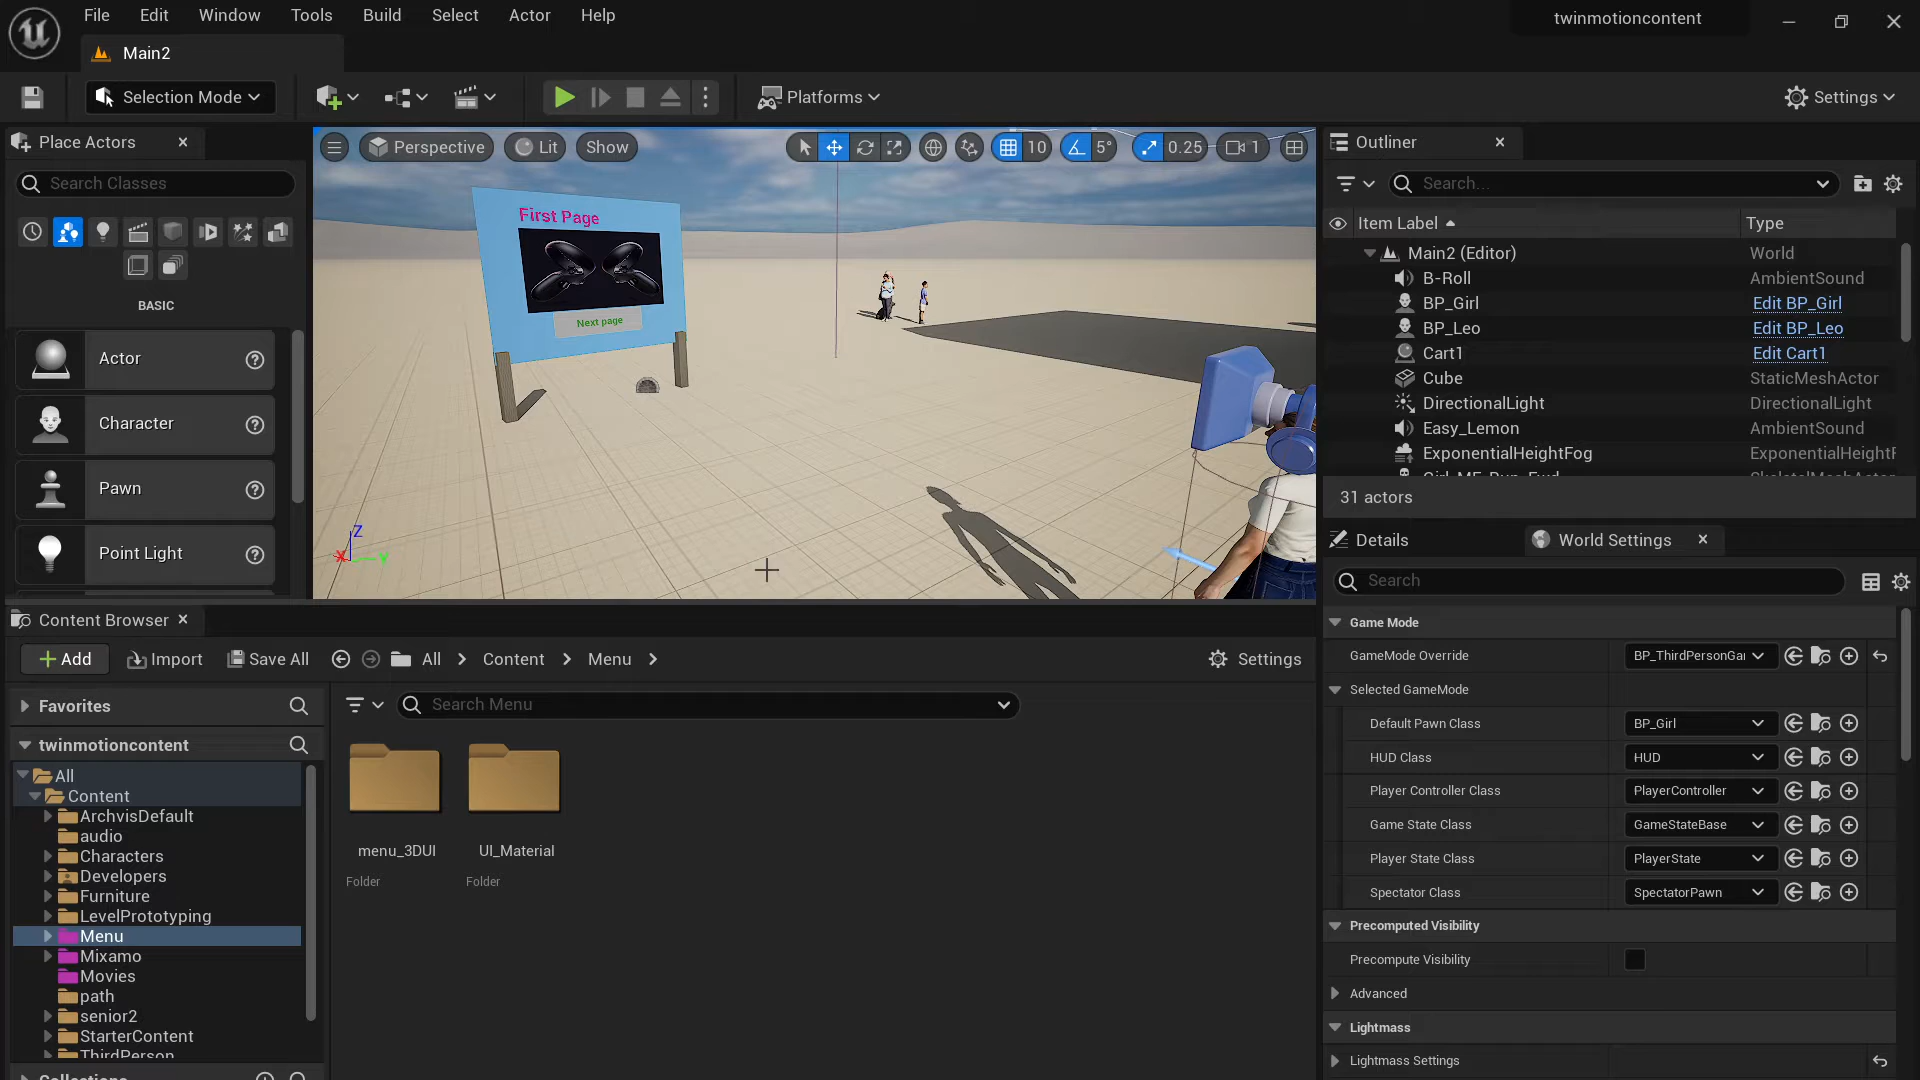 File Edit Window Tools Build Select Actor Help
twinmotioncontent
Main2
Selection Mode
Platforms
Settings
Place Actors
Search Classes
BASIC
Actor
Character
Pawn
Point Light
Perspective
Lit
Show
10
5°
0.25
1
First Page
Next page
Z
X
Y
Outliner
Search...
Item Label Type
Main2 (Editor) World
B-Roll AmbientSound
BP_Girl Edit BP_Girl
BP_Leo Edit BP_Leo
Cart1 Edit Cart1
Cube StaticMeshActor
DirectionalLight DirectionalLight
Easy_Lemon AmbientSound
ExponentialHeightFog ExponentialHeightF
31 actors
Details
World Settings
Search
Game Mode
GameMode Override BP_ThirdPersonGa
Selected GameMode
Default Pawn Class BP_Girl
HUD Class HUD
Player Controller Class PlayerController
Game State Class GameStateBase
Player State Class PlayerState
Spectator Class SpectatorPawn
Precomputed Visibility
Precompute Visibility
Advanced
Lightmass
Lightmass Settings
Content Browser
Add Import Save All All Content Menu Settings
Favorites
twinmotioncontent
All
Content
ArchvisDefault
audio
Characters
Developers
Furniture
LevelPrototyping
Menu
Mixamo
Movies
path
senior2
StarterContent
ThirdPerson
Collections
Search Menu
menu_3DUI
Folder
UI_Material
Folder